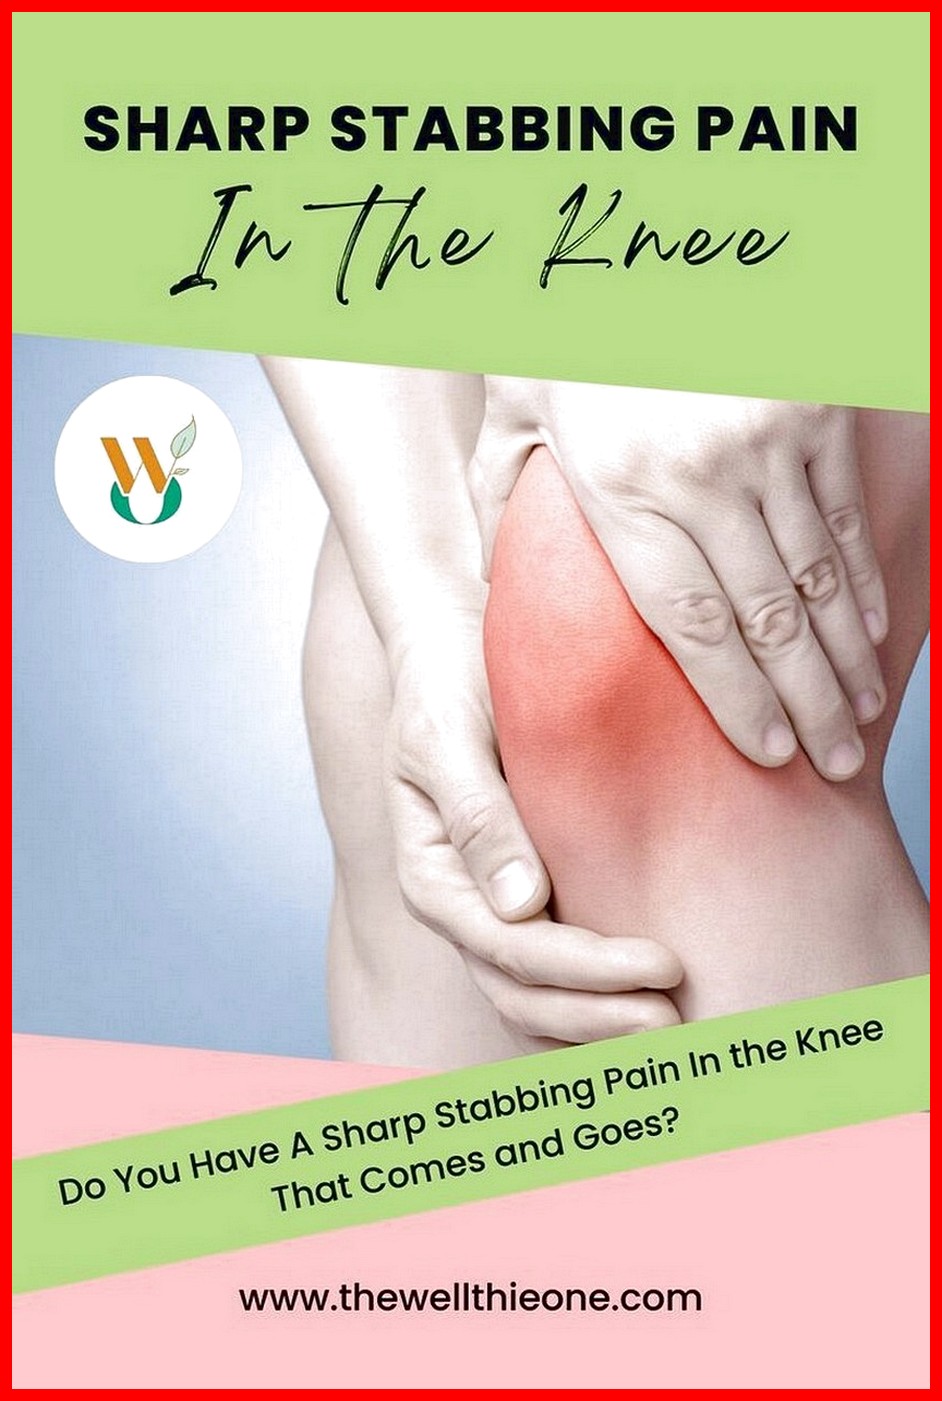 SHARP STABBING PAIN
In The Knee
Do You Have A Sharp Stabbing Pain In the Knee
That Comes and Goes?
www.thewellthieone.com